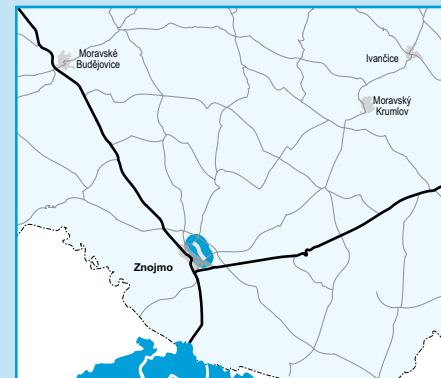 Moravské
Budějovice
Ivančice
Moravský
Krumlov
Znojmo